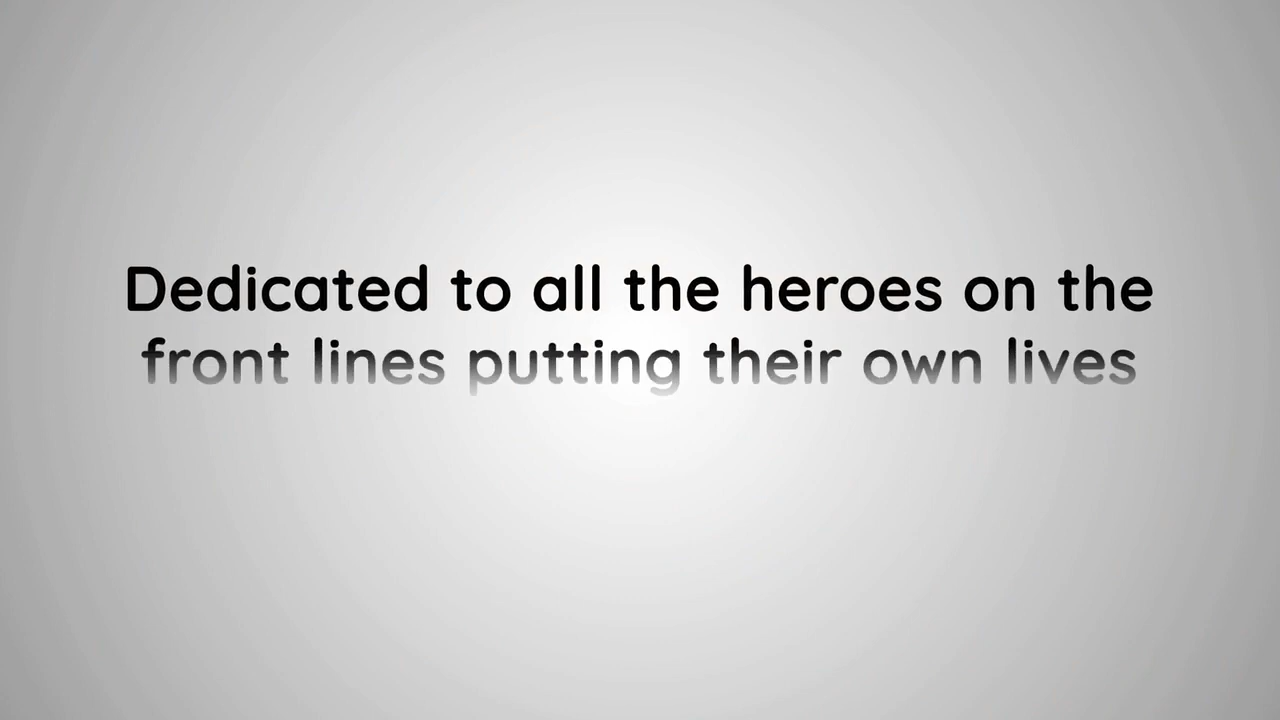 Dedicated to all the heroes on the
front lines putting their own lives